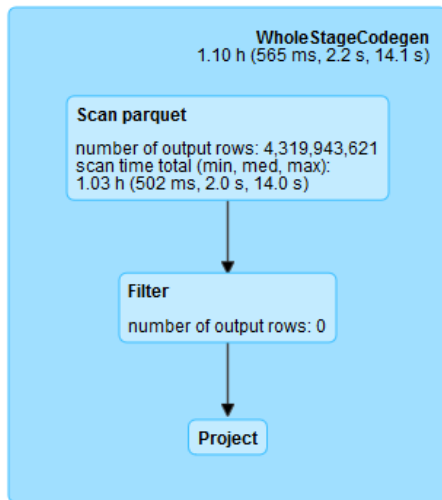 WholeStageCodegen
1.10 h (565 ms, 2.2 s, 14.1 s)
Scan parquet
number of output rows: 4,319,943,621
scan time total (min, med, max):
1.03 h (502 ms, 2.0 s, 14.0 s)
Filter
number of output rows: 0
Project